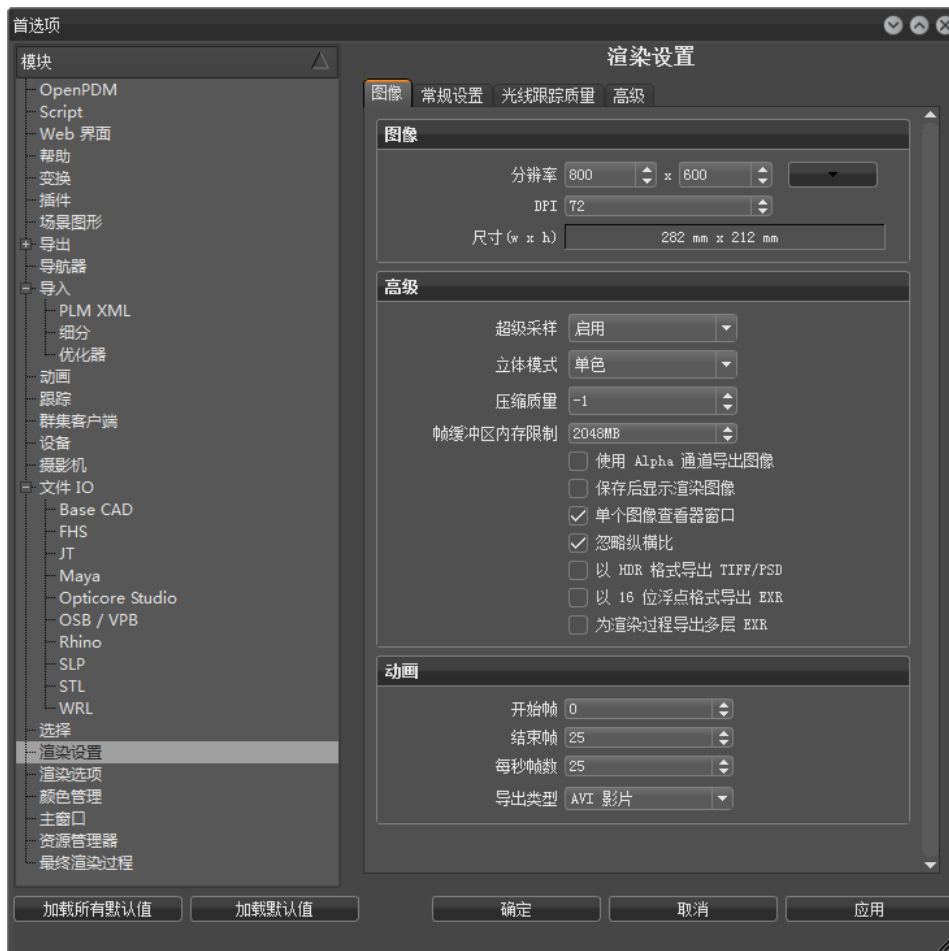 首选项
模块
OpenPDM
Script
Web 界面
帮助
变换
插件
场景图形
导出
导航器
导入
PLM XML
细分
优化器
动画
跟踪
群集客户端
设备
摄影机
文件 IO
Base CAD
FHS
JT
Maya
Opticore Studio
OSB / VPB
Rhino
SLP
STL
WRL
选择
渲染设置
渲染选项
颜色管理
主窗口
资源管理器
最终渲染过程
渲染设置
图像 常规设置 光线跟踪质量 高级
图像
分辨率 800 x 600
DPI 72
尺寸(w x h) 282 mm x 212 mm
高级
超级采样 启用
立体模式 单色
压缩质量 -1
帧缓冲区内存限制 2048MB
使用 Alpha 通道导出图像
保存后显示渲染图像
单个图像查看器窗口
忽略纵横比
以 HDR 格式导出 TIFF/PSD
以 16 位浮点格式导出 EXR
为渲染过程导出多层 EXR
动画
开始帧 0
结束帧 25
每秒帧数 25
导出类型 AVI 影片
加载所有默认值 加载默认值 确定 取消 应用